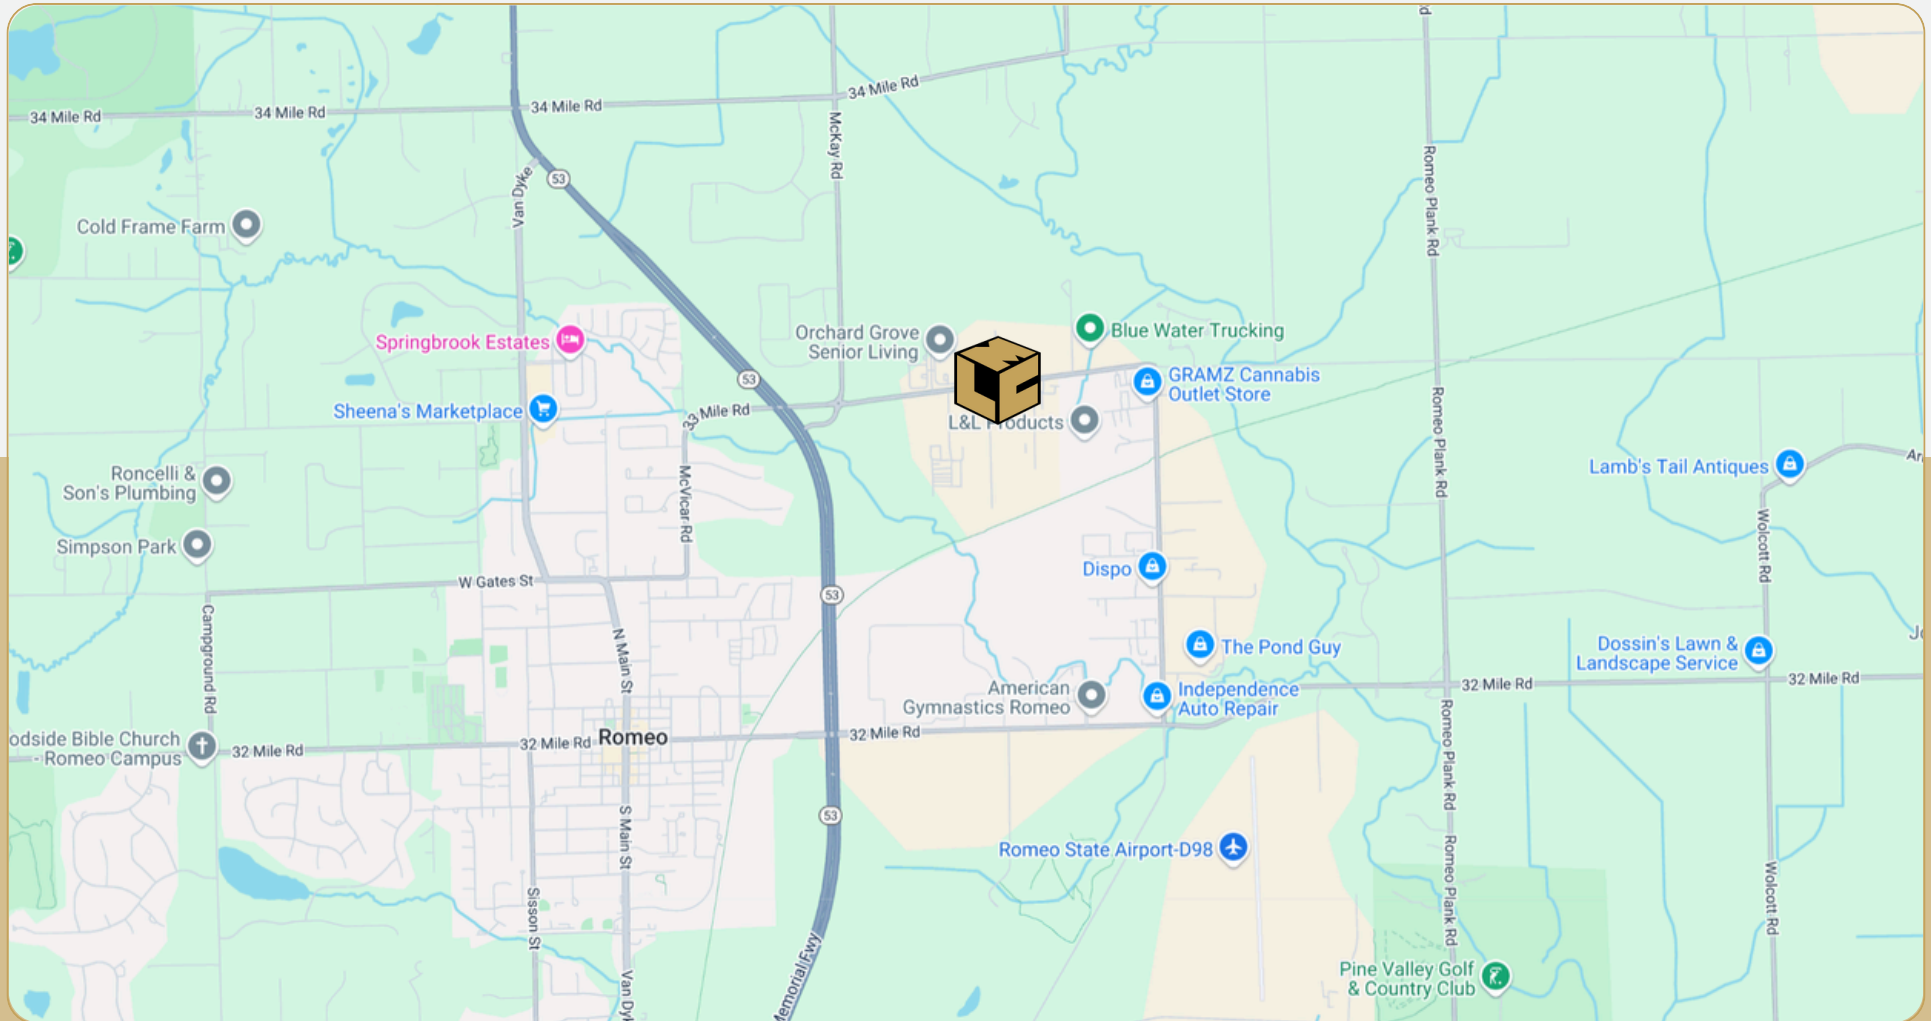 34 Mile Rd
34 Mile Rd
34 Mile Rd
34 Mile Rd
McKay Rd
Van Dyke
53
Romeo Plank Rd
Cold Frame Farm
Springbrook Estates
Orchard Grove
Senior Living
Blue Water Trucking
53
GRAMZ Cannabis
Outlet Store
Sheena's Marketplace
33 Mile Rd
L&L Products
Romeo Plank Rd
Roncelli &
Son's Plumbing
McVicar Rd
Lamb's Tail Antiques
Wolcott Rd
Simpson Park
W Gates St
Dispo
53
Campground Rd
N Main St
The Pond Guy
Dossin's Lawn &
Landscape Service
American
Gymnastics Romeo
Independence
Auto Repair
32 Mile Rd
32 Mile Rd
odside Bible Church
- Romeo Campus
32 Mile Rd
32 Mile Rd
Romeo
32 Mile Rd
Romeo Plank Rd
53
S Main St
Romeo State Airport-D98
Romeo Plank Rd
Wolcott Rd
Sisson St
Memorial Fwy
Van Dyk
Pine Valley Golf
& Country Club